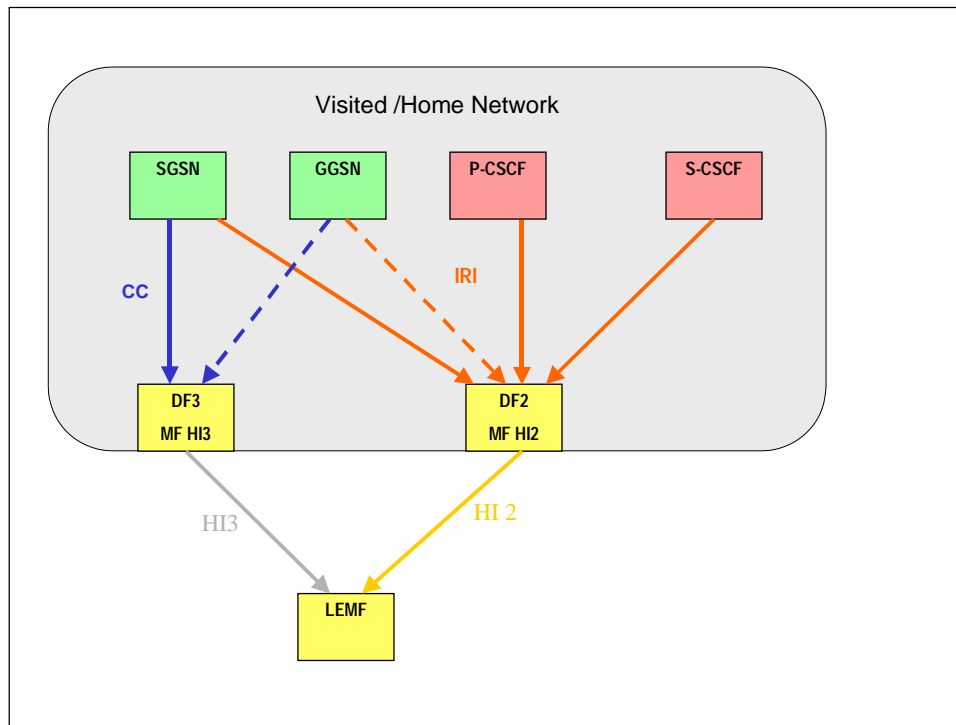 Visited /Home Network
SGSN
GGSN
P-CSCF
S-CSCF
CC
IRI
DF3
MF HI3
DF2
MF HI2
HI3
HI 2
LEMF